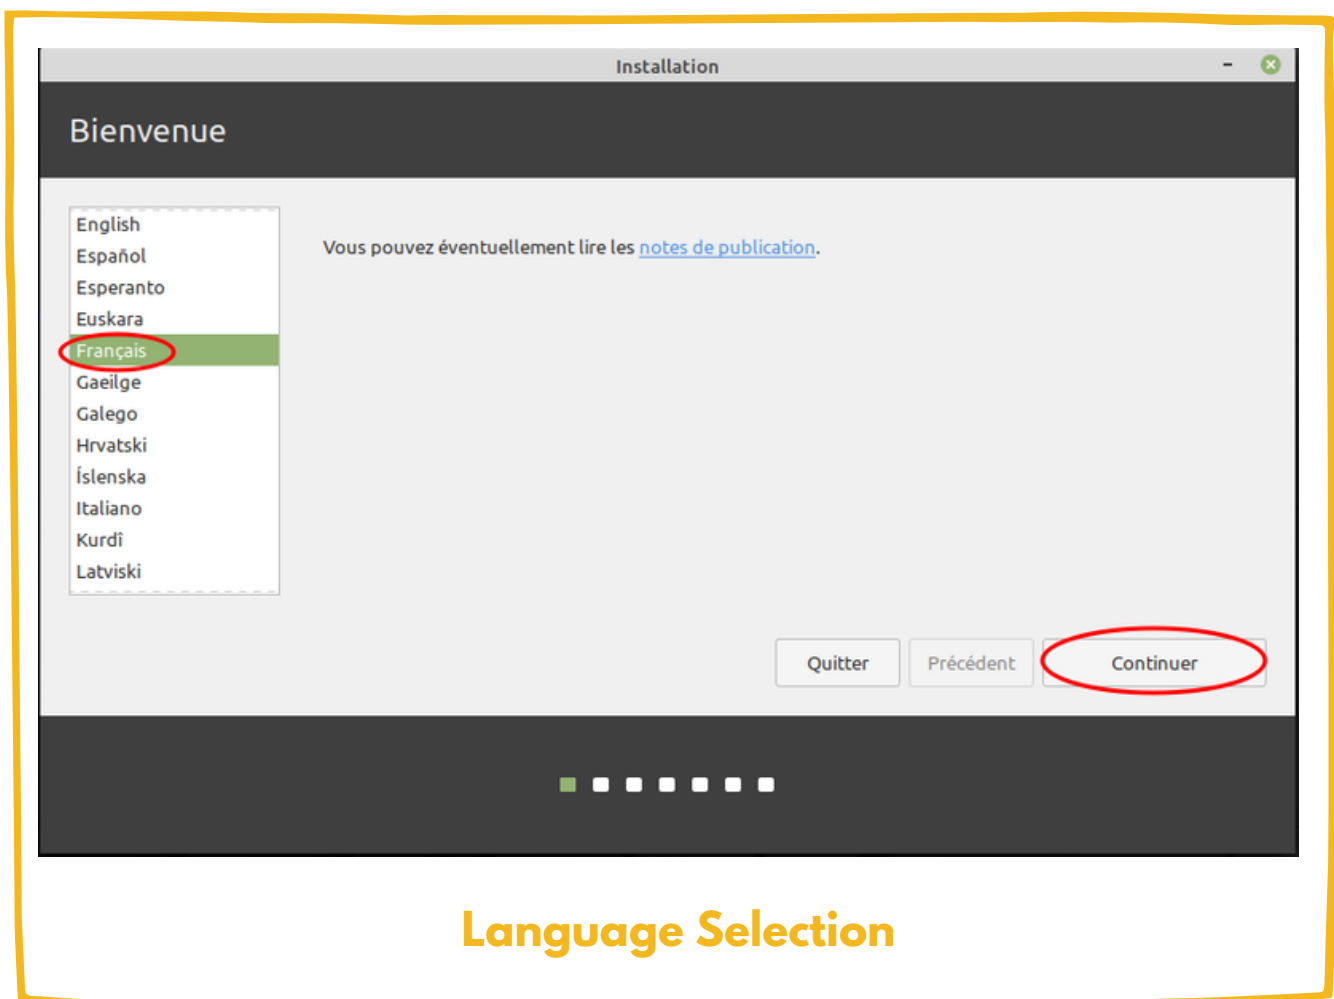 Installation
Bienvenue
English
Español
Esperanto
Euskara
Français
Gaeilge
Galego
Hrvatski
Íslenska
Italiano
Kurdî
Latviski
Vous pouvez éventuellement lire les notes de publication.
Quitter
Précédent
Continuer
Language Selection